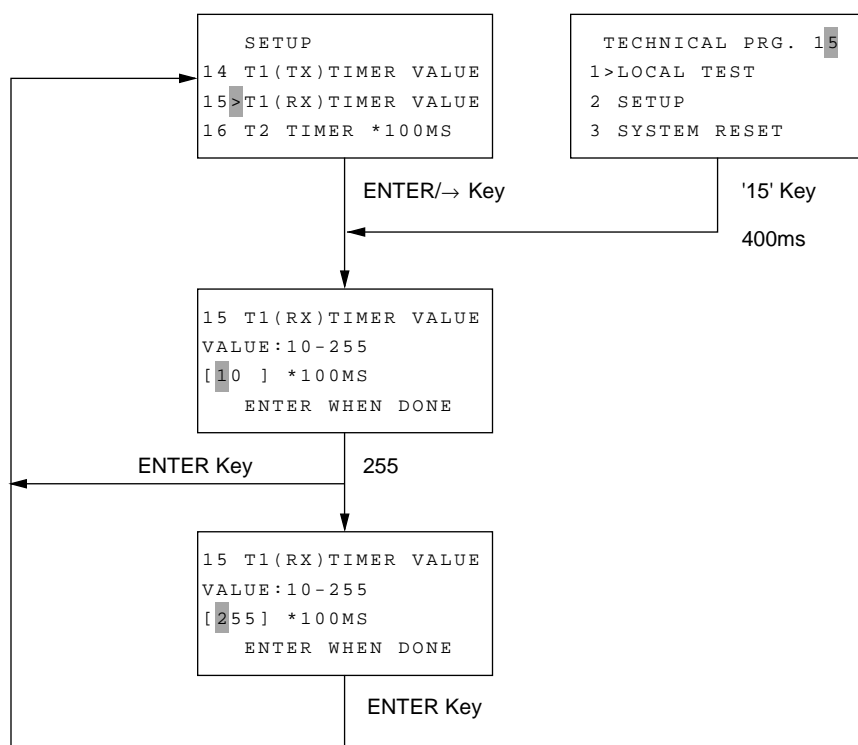 SETUP
14 T1(TX)TIMER VALUE
15>T1(RX)TIMER VALUE
16 T2 TIMER *100MS
TECHNICAL PRG. 15
1>LOCAL TEST
2 SETUP
3 SYSTEM RESET
ENTER/→ Key
'15' Key
400ms
15 T1(RX)TIMER VALUE
VALUE:10-255
[10 ] *100MS
ENTER WHEN DONE
ENTER Key
255
15 T1(RX)TIMER VALUE
VALUE:10-255
[255] *100MS
ENTER WHEN DONE
ENTER Key